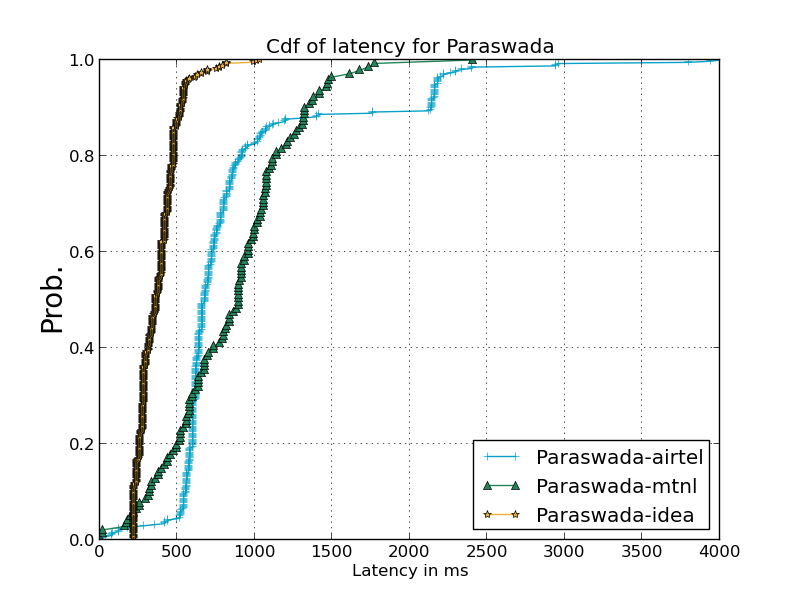 Cdf of latency for Paraswada
1.0
0.8
0.6
0.4
0.2
0.0
Prob.
Paraswada-airtel
Paraswada-mtnl
Paraswada-idea
0 500 1000 1500 2000 2500 3000 3500 4000
Latency in ms